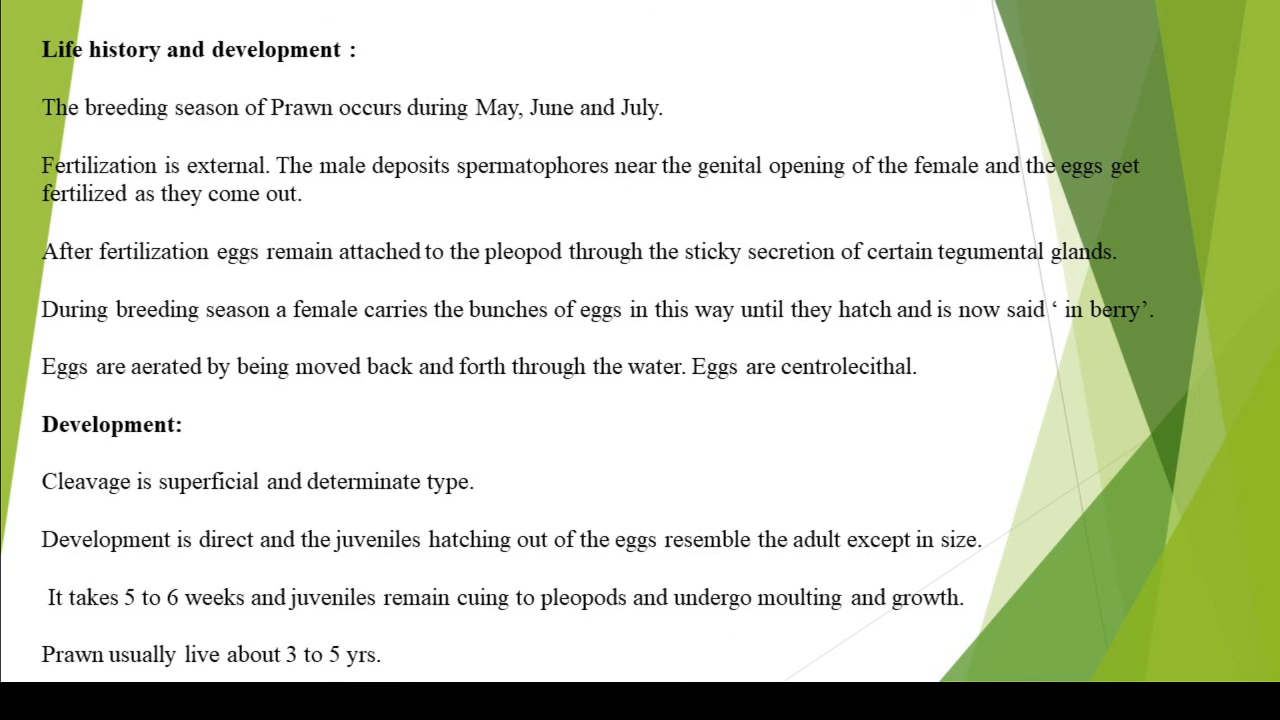 Life history and development :
The breeding season of Prawn occurs during May, June and July.
Fertilization is external. The male deposits spermatophores near the genital opening of the female and the eggs get
fertilized as they come out.
After fertilization eggs remain attached to the pleopod through the sticky secretion of certain tegumental glands.
During breeding season a female carries the bunches of eggs in this way until they hatch and is now said ‘ in berry’.
Eggs are aerated by being moved back and forth through the water. Eggs are centrolecithal.
Development:
Cleavage is superficial and determinate type.
Development is direct and the juveniles hatching out of the eggs resemble the adult except in size.
It takes 5 to 6 weeks and juveniles remain cuing to pleopods and undergo moulting and growth.
Prawn usually live about 3 to 5 yrs.